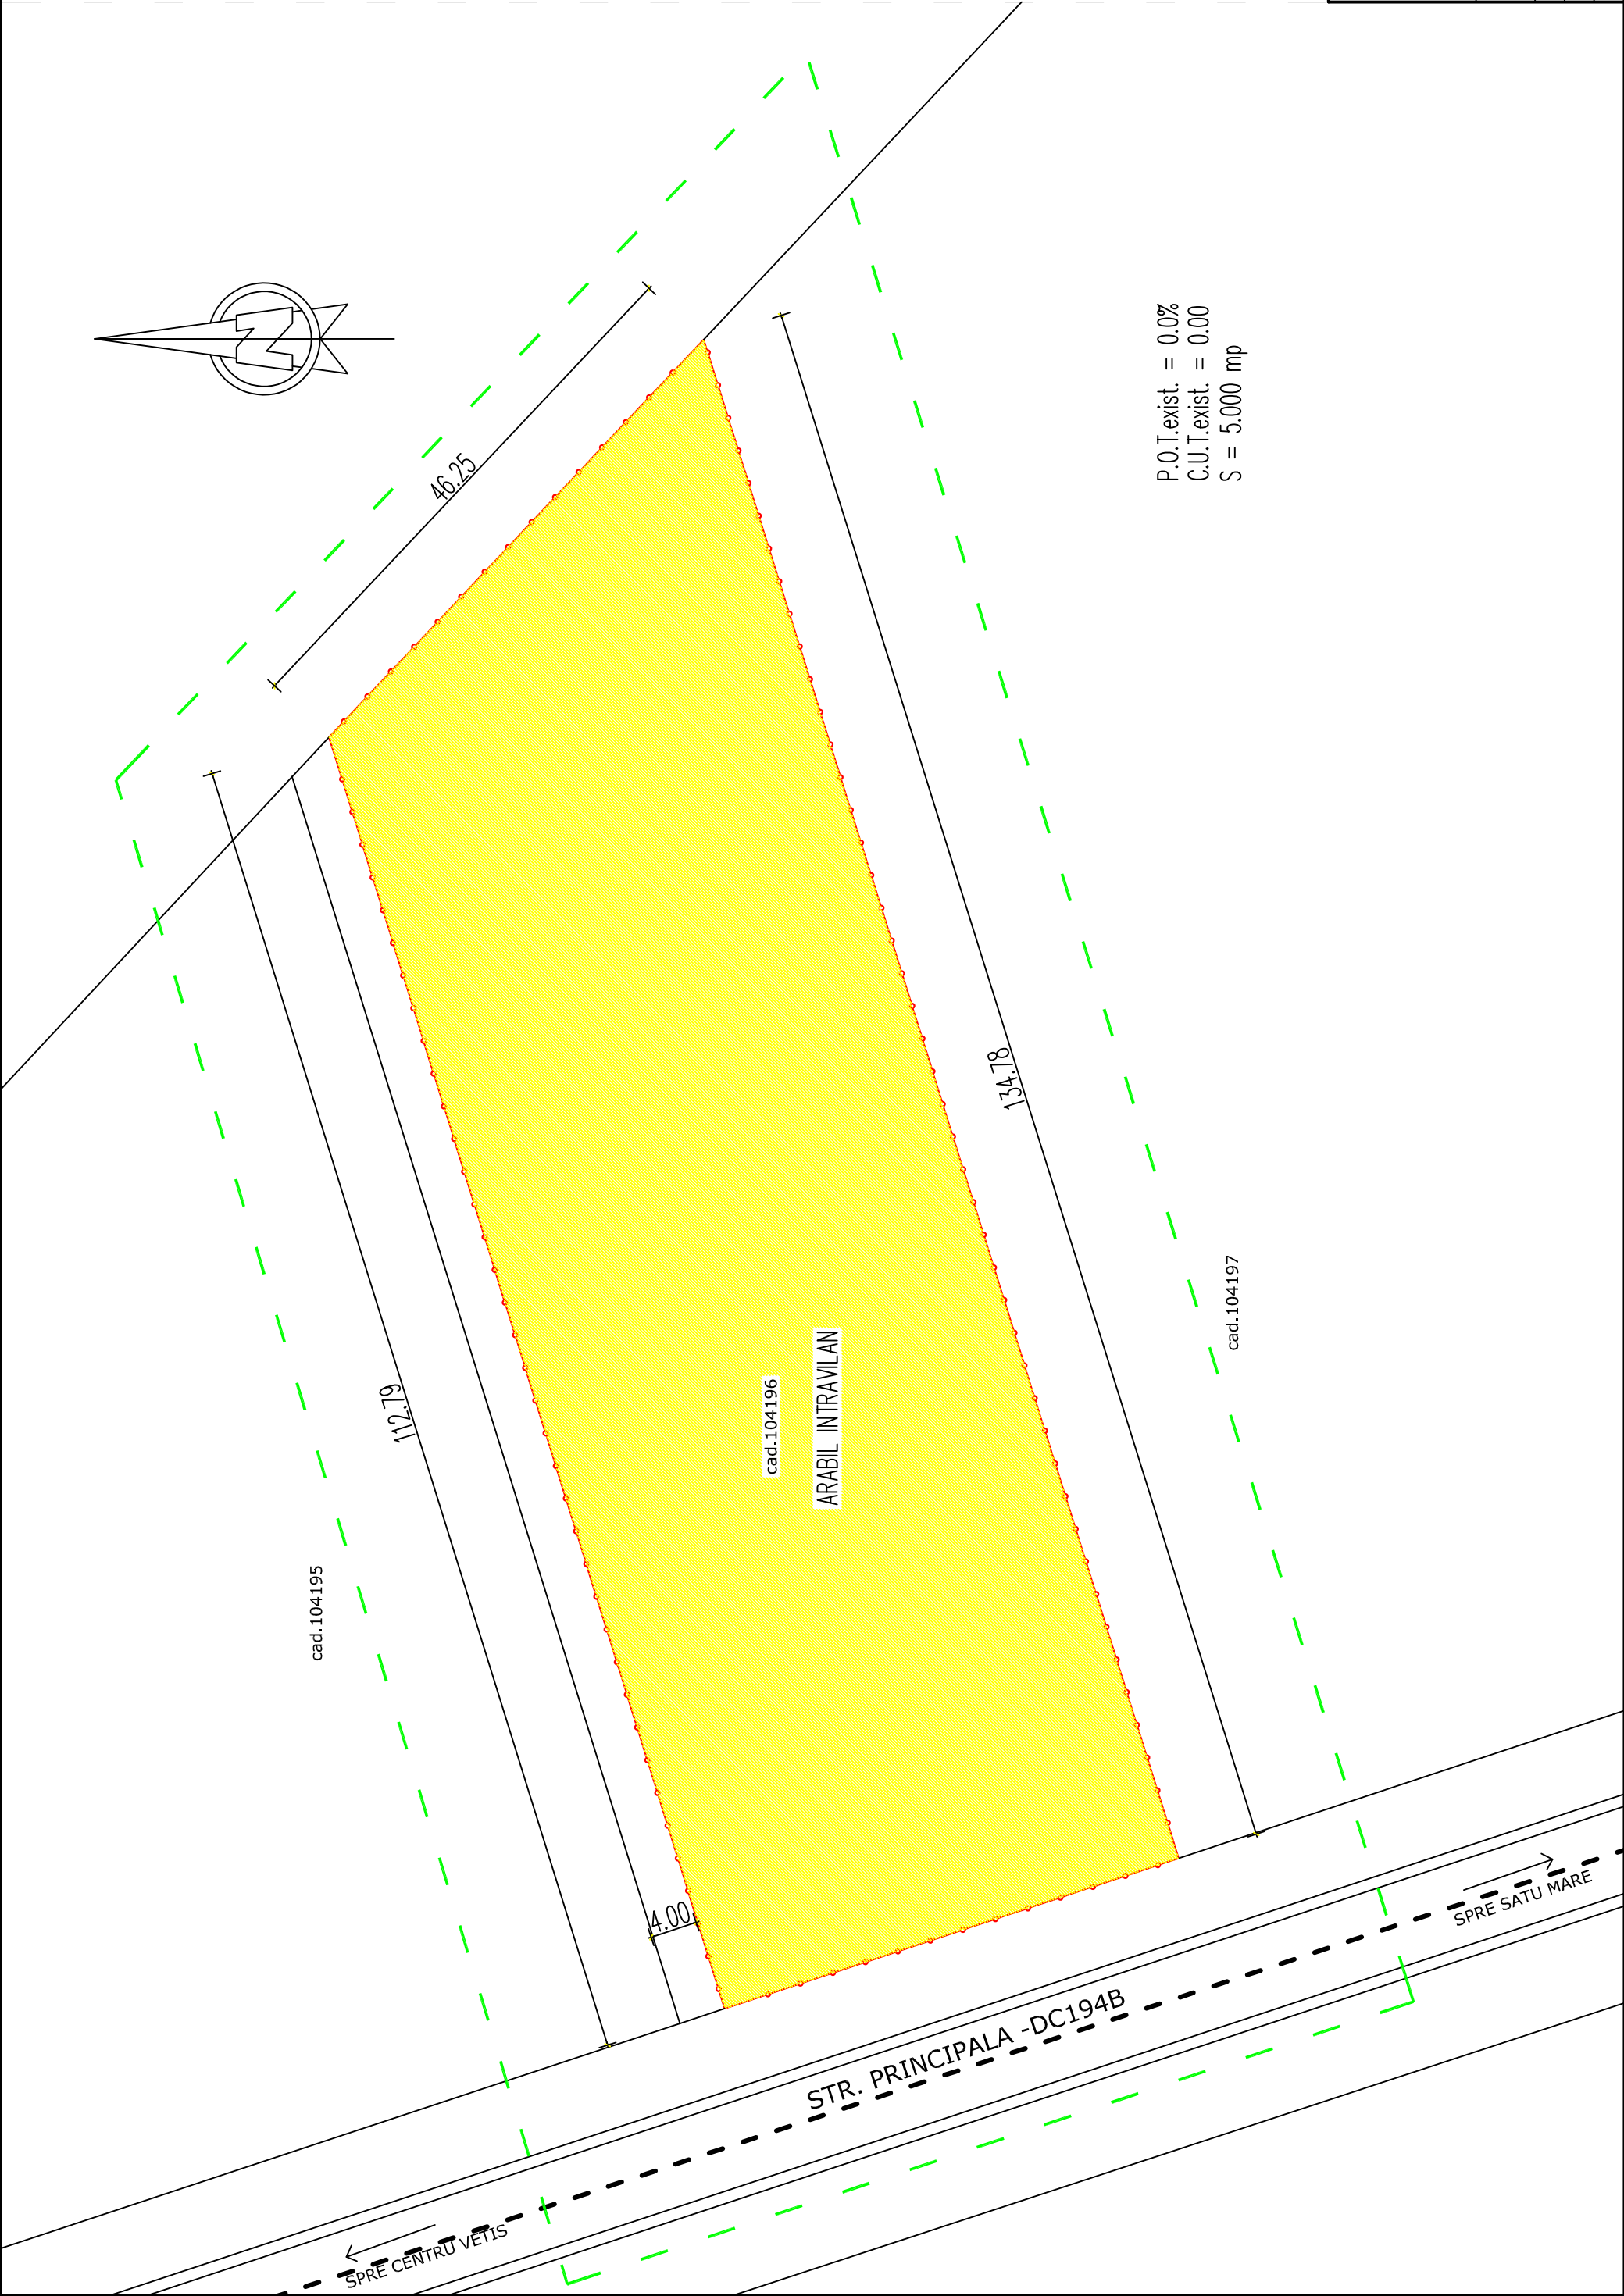 N
46.25
P.O.T.exist. = 0.0%
C.U.T.exist. = 0.00
S = 5.000 mp
134.78
112.79
cad.104197
cad.104196
ARABIL INTRAVILAN
cad.104195
4.00
SPRE SATU MARE
STR. PRINCIPALA -DC194B
SPRE CENTRU VETIS